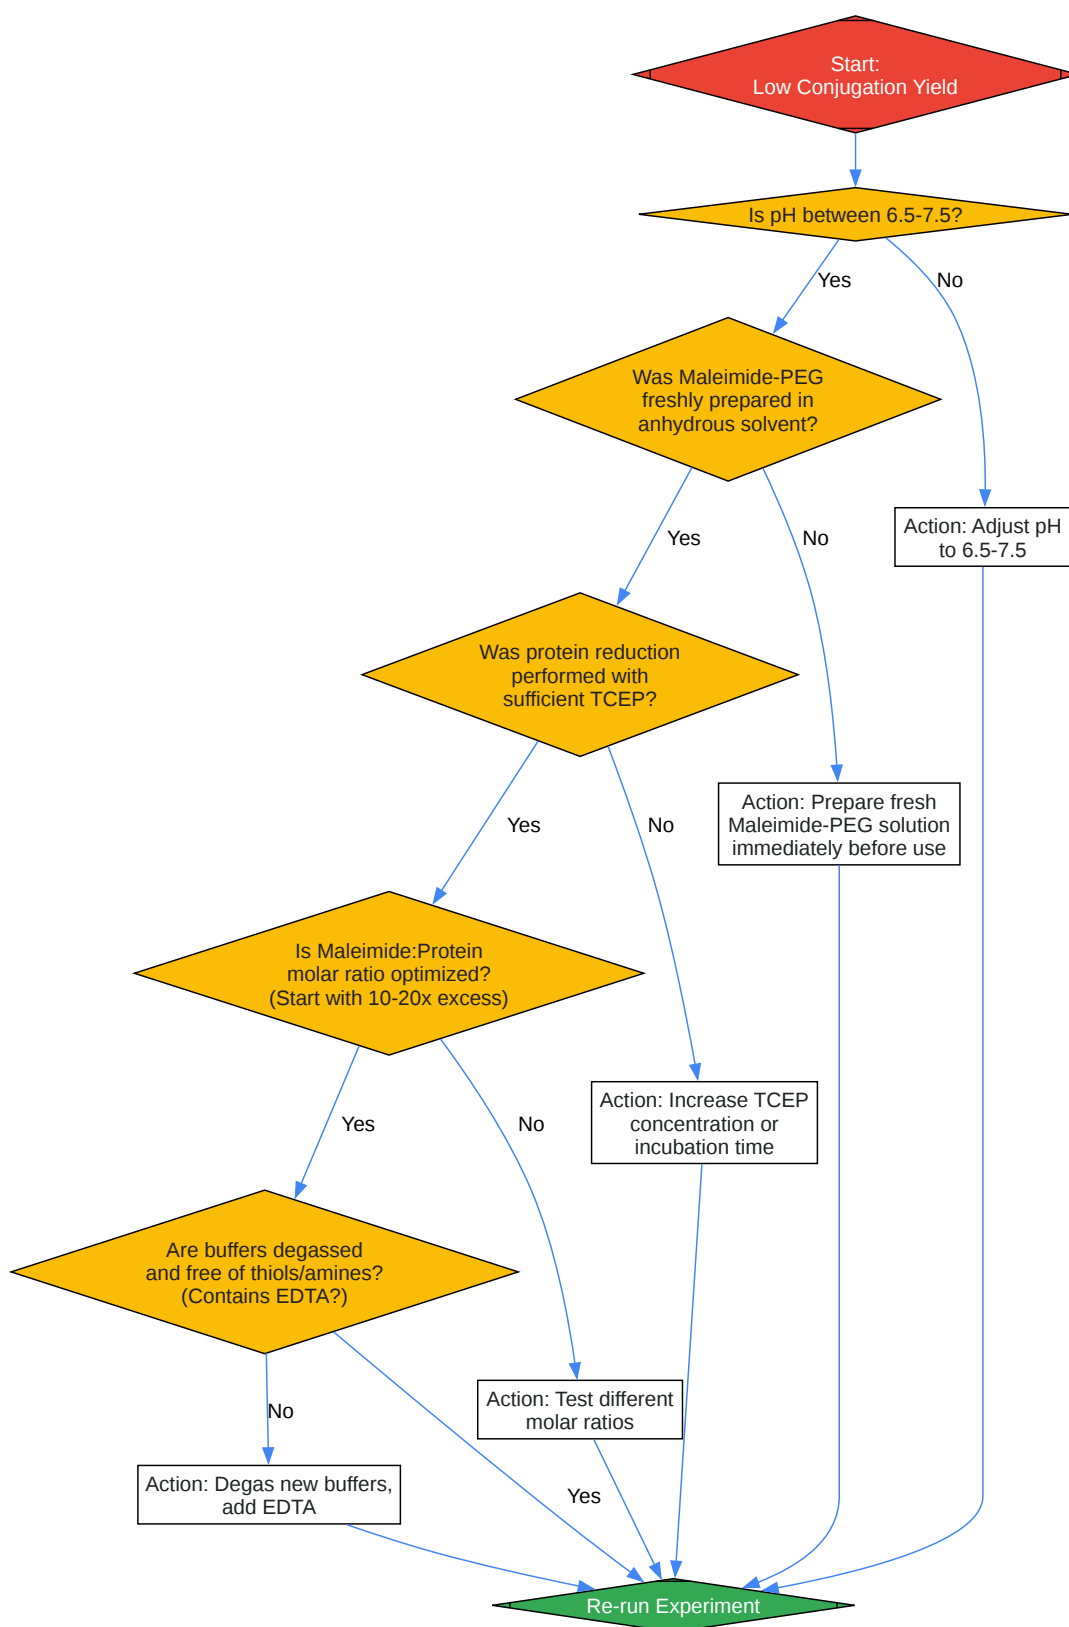 Start:
Low Conjugation Yield
Is pH between 6.5-7.5?
Yes
No
Was Maleimide-PEG
freshly prepared in
anhydrous solvent?
Action: Adjust pH
to 6.5-7.5
Yes
No
Was protein reduction
performed with
sufficient TCEP?
Action: Prepare fresh
Maleimide-PEG solution
immediately before use
Yes
No
Is Maleimide:Protein
molar ratio optimized?
(Start with 10-20x excess)
Action: Increase TCEP
concentration or
incubation time
Yes
No
Are buffers degassed
and free of thiols/amines?
(Contains EDTA?)
Action: Test different
molar ratios
No
Yes
Action: Degas new buffers,
add EDTA
Re-run Experiment